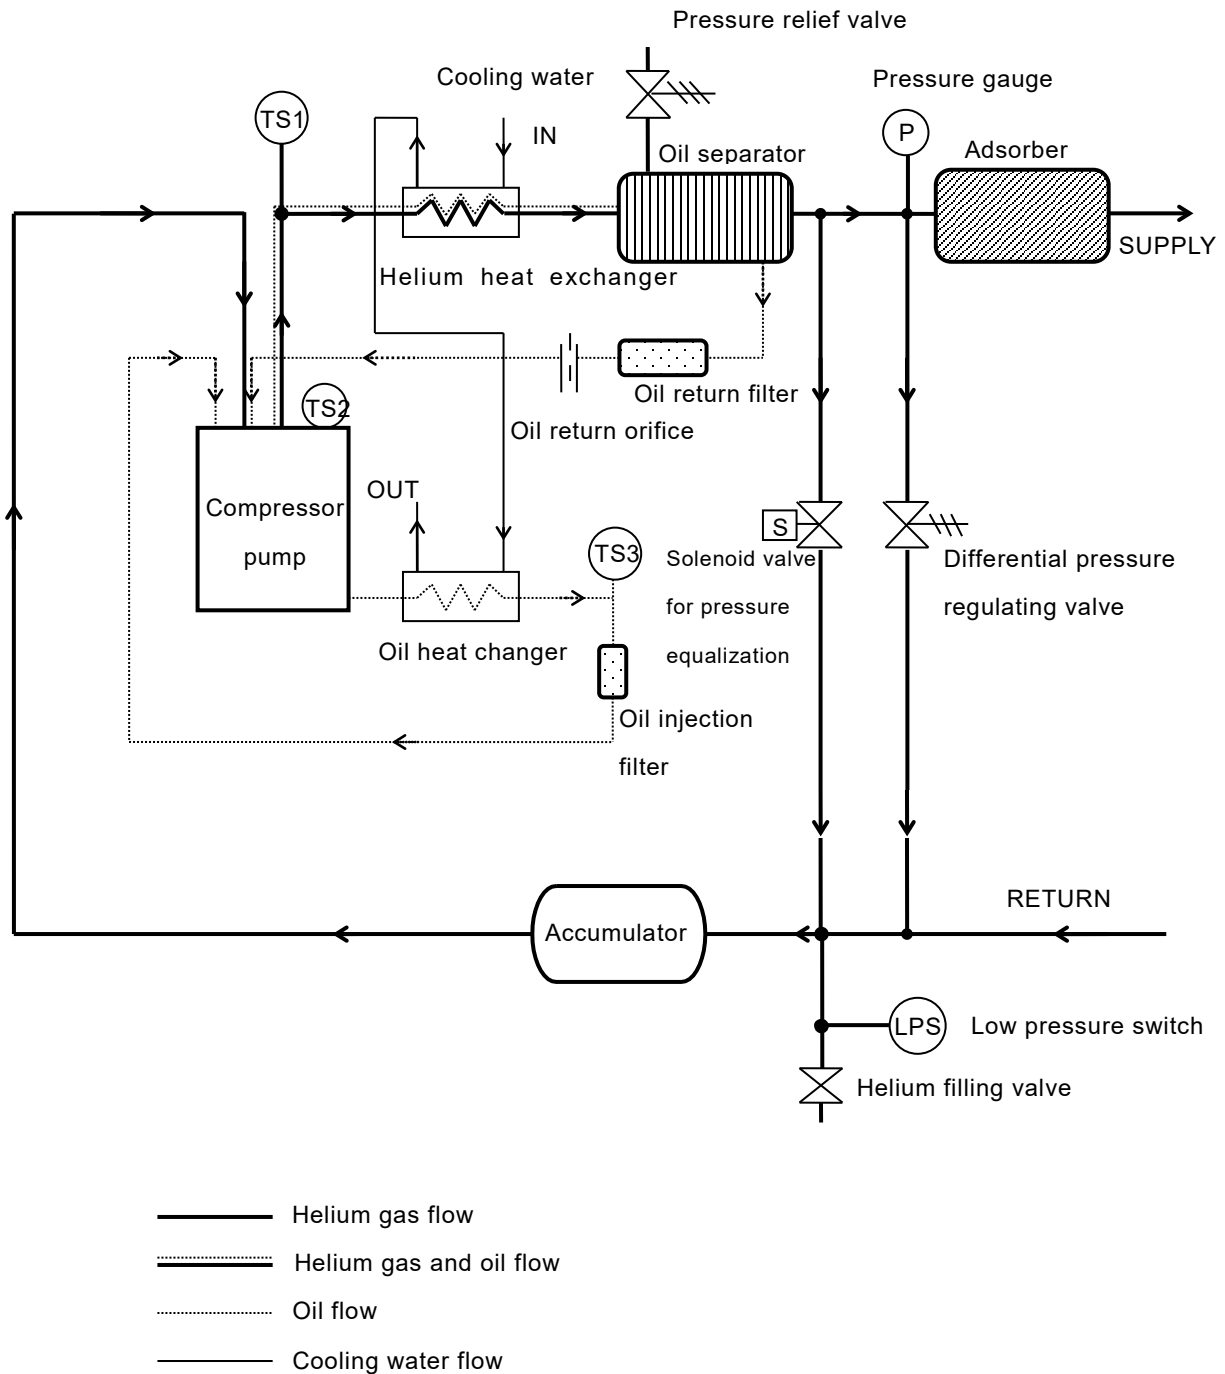 Pressure relief valve
Cooling water
Pressure gauge
TS1
IN
P
Oil separator
Adsorber
SUPPLY
Helium heat exchanger
Oil return filter
TS2
Oil return orifice
OUT
Compressor
pump
S
TS3
Solenoid valve
for pressure
equalization
Differential pressure
regulating valve
Oil heat changer
Oil injection
filter
RETURN
Accumulator
LPS
Low pressure switch
Helium filling valve
Helium gas flow
Helium gas and oil flow
Oil flow
Cooling water flow